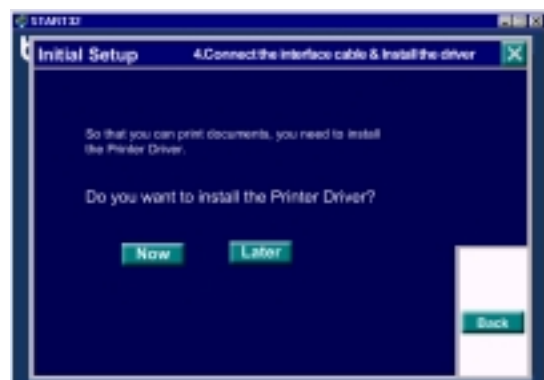 START32
Initial Setup
4.Connect the interface cable & Install the driver
So that you can print documents, you need to install
the Printer Driver.
Do you want to install the Printer Driver?
Now
Later
Back